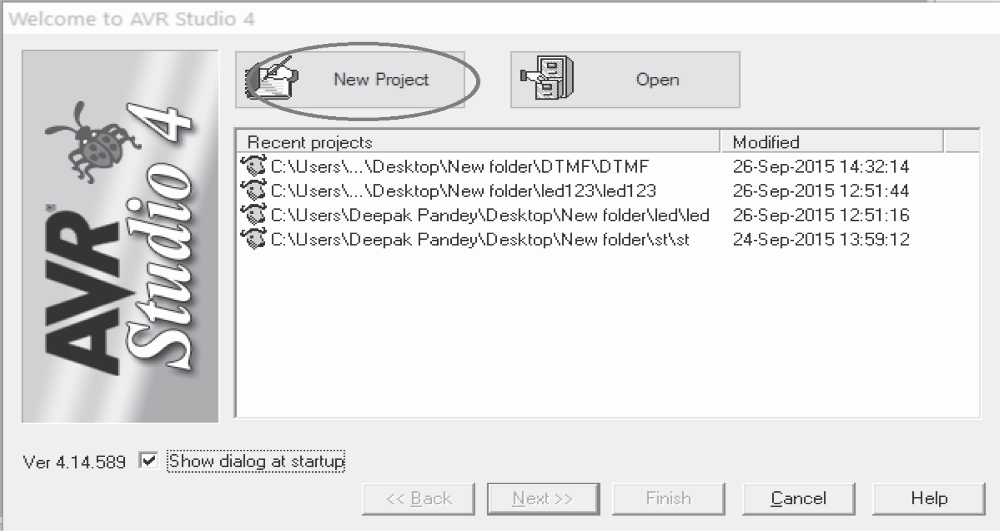 Welcome to AVR Studio 4
AVR®
Studio 4
New Project
Open
Recent projects Modified
C:\Users\...\Desktop\New folder\DTMF\DTMF 26-Sep-2015 14:32:14
C:\Users\...\Desktop\New folder\led123\led123 26-Sep-2015 12:51:44
C:\Users\Deepak Pandey\Desktop\New folder\led\led 26-Sep-2015 12:51:16
C:\Users\Deepak Pandey\Desktop\New folder\st\st 24-Sep-2015 13:59:12
Ver 4.14.589 Show dialog at startup
<< Back Next >> Finish Cancel Help